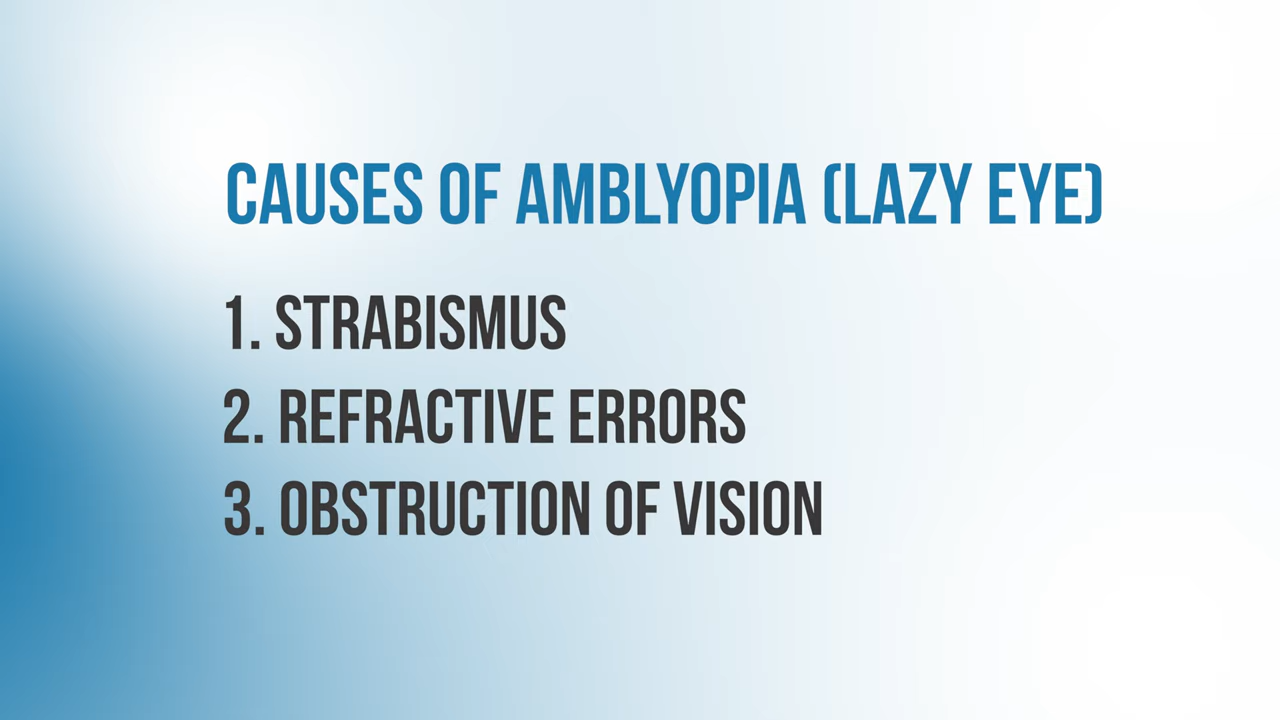 CAUSES OF AMBLYOPIA (LAZY EYE)
1. STRABISMUS
2. REFRACTIVE ERRORS
3. OBSTRUCTION OF VISION